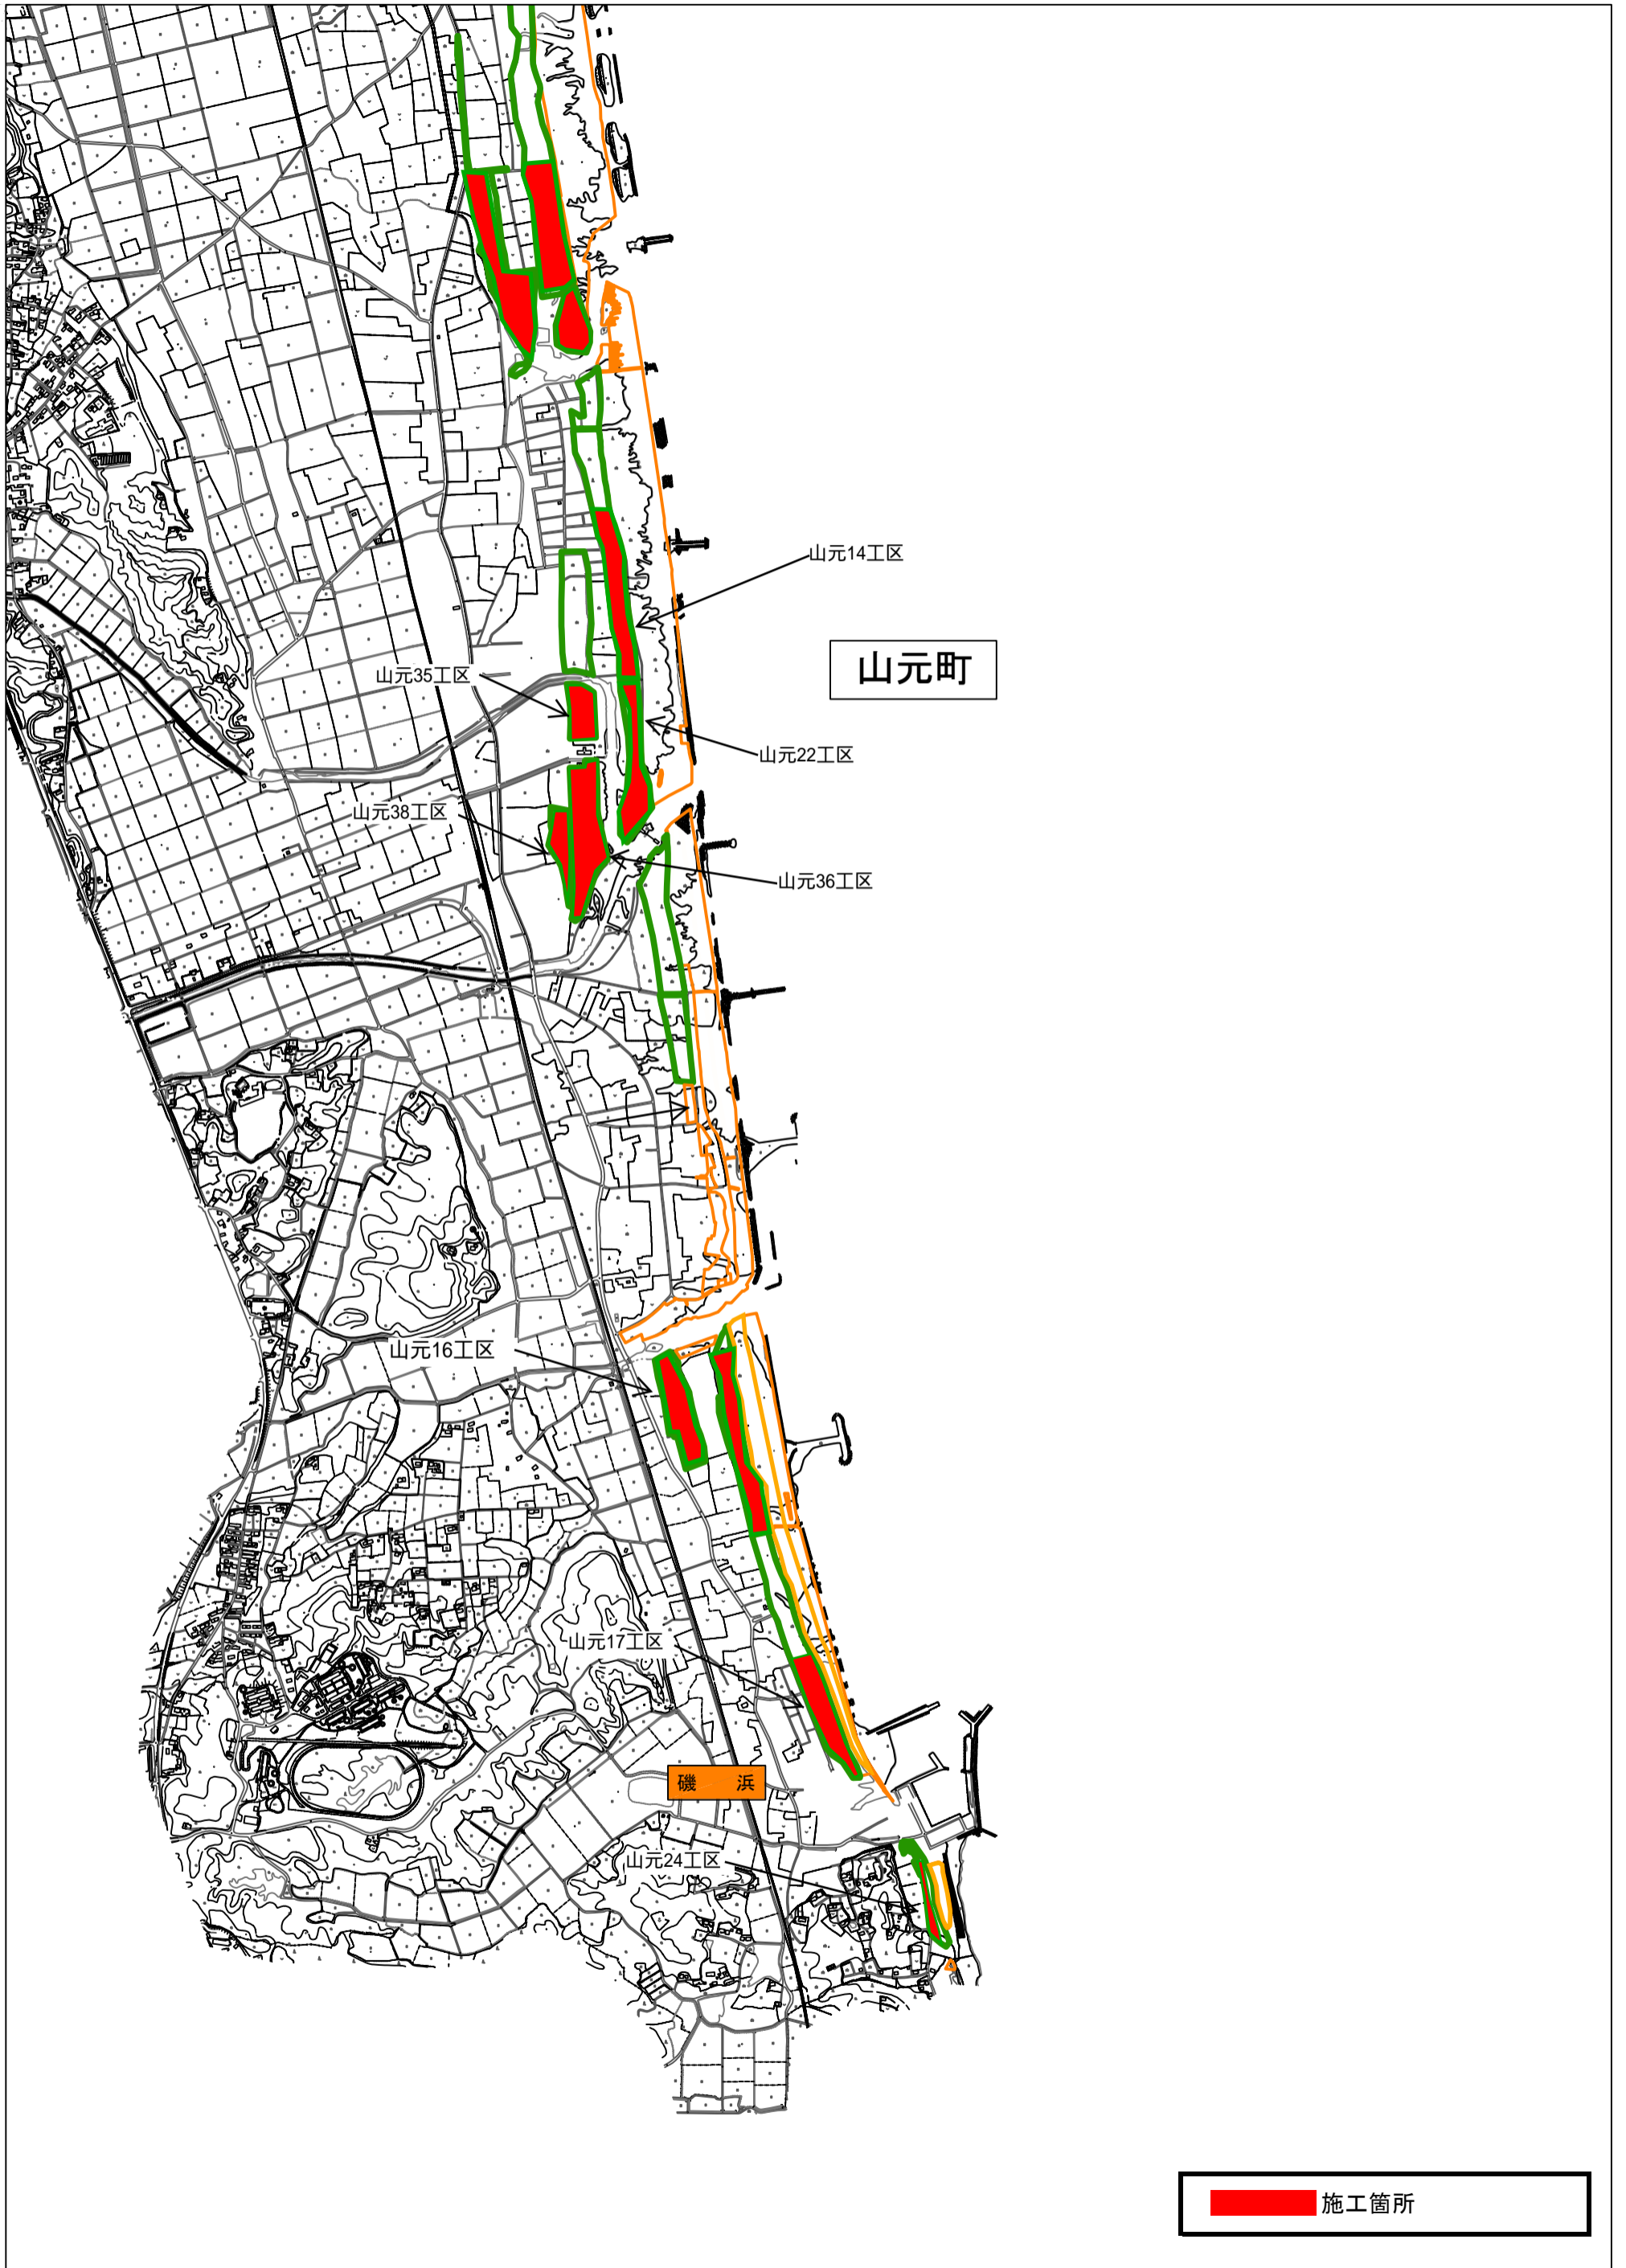 山元14工区
山元町
山元35工区
山元22工区
山元38工区
山元36工区
山元16工区
山元17工区
磯　浜
山元24工区
施工箇所